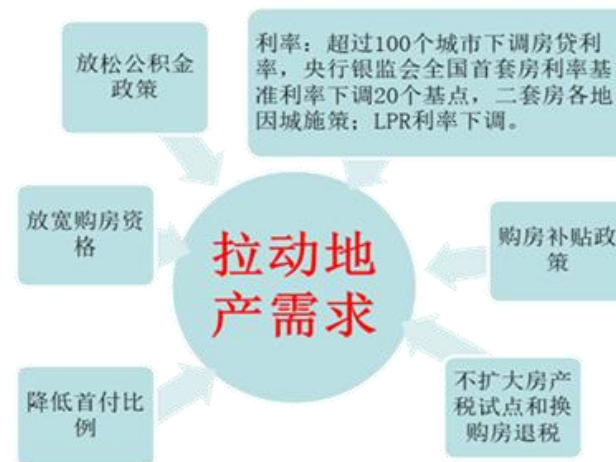 放松公积金
政策
利率：超过100个城市下调房贷利
率，央行银监会全国首套房利率基
准利率下调20个基点，二套房各地
因城施策；LPR利率下调。
放宽购房资
格
拉动地
产需求
购房补贴政
策
降低首付比
例
不扩大房产
税试点和换
购房退税